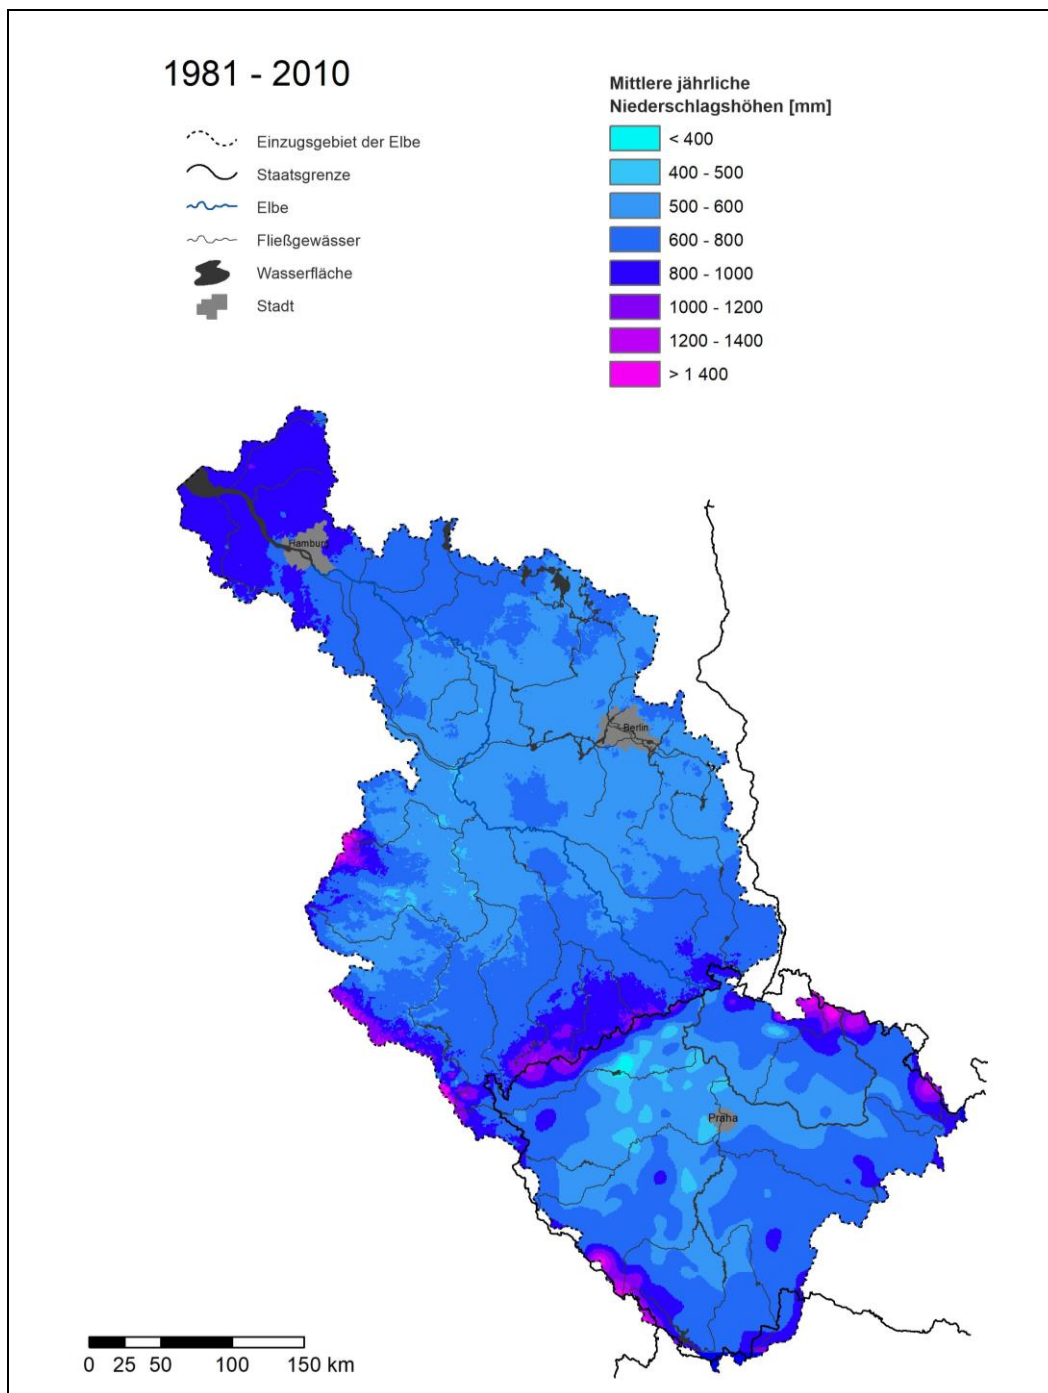 1981 - 2010
Einzugsgebiet der Elbe
Staatsgrenze
Elbe
Fließgewässer
Wasserfläche
Stadt
Mittlere jährliche
Niederschlagshöhen [mm]
< 400
400 - 500
500 - 600
600 - 800
800 - 1000
1000 - 1200
1200 - 1400
> 1 400
Hamburg
Berlin
Praha
0 25 50 100 150 km